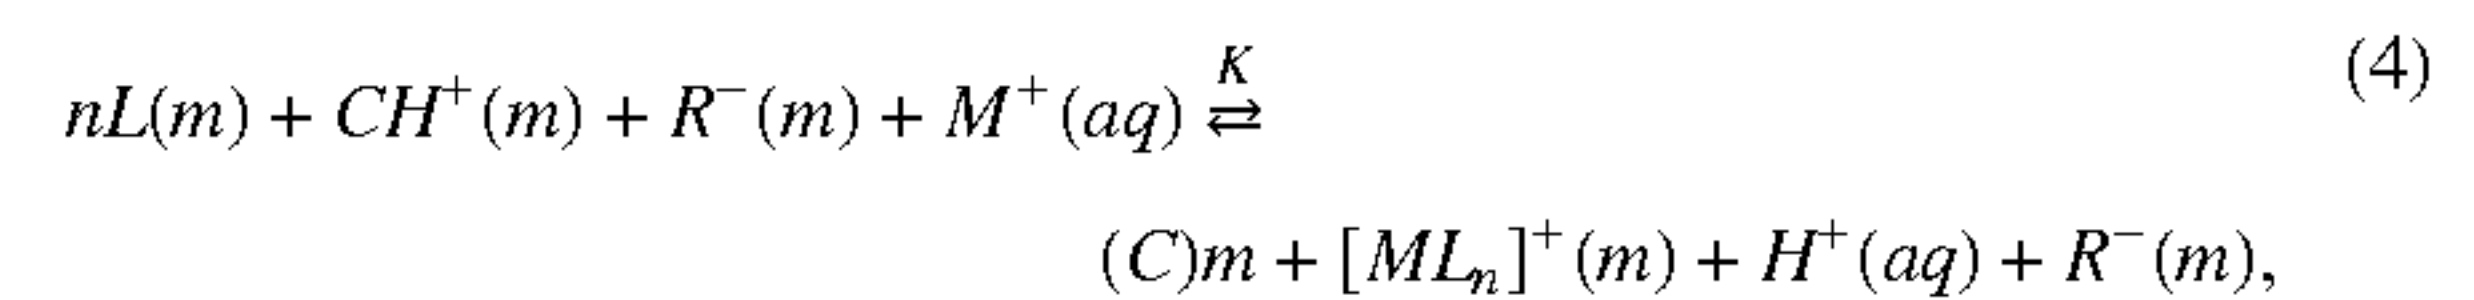 nL(m) + CH⁺(m) + R⁻(m) + M⁺(aq) ⇌ᴷ (4)
(C)m + [MLₙ]⁺(m) + H⁺(aq) + R⁻(m),